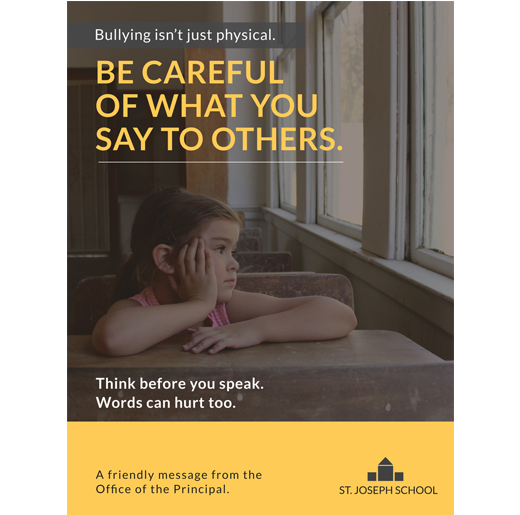 Bullying isn't just physical.
BE CAREFUL
OF WHAT YOU
SAY TO OTHERS.
Think before you speak.
Words can hurt too.
A friendly message from the
Office of the Principal.
ST. JOSEPH SCHOOL